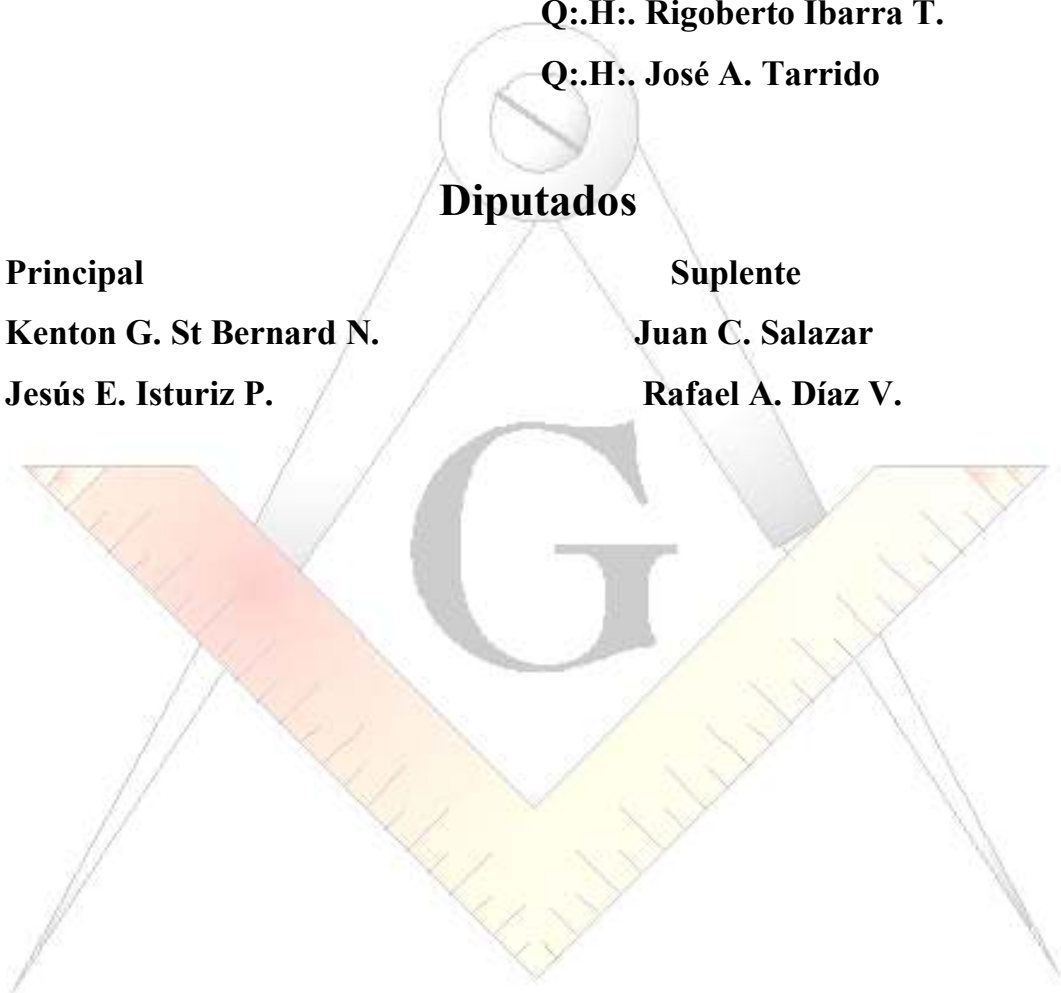 Q:.H:. Rigoberto Ibarra T.
Q:.H:. José A. Tarrido
Diputados
Principal Suplente
Kenton G. St Bernard N. Juan C. Salazar
Jesús E. Isturiz P. Rafael A. Díaz V.
G